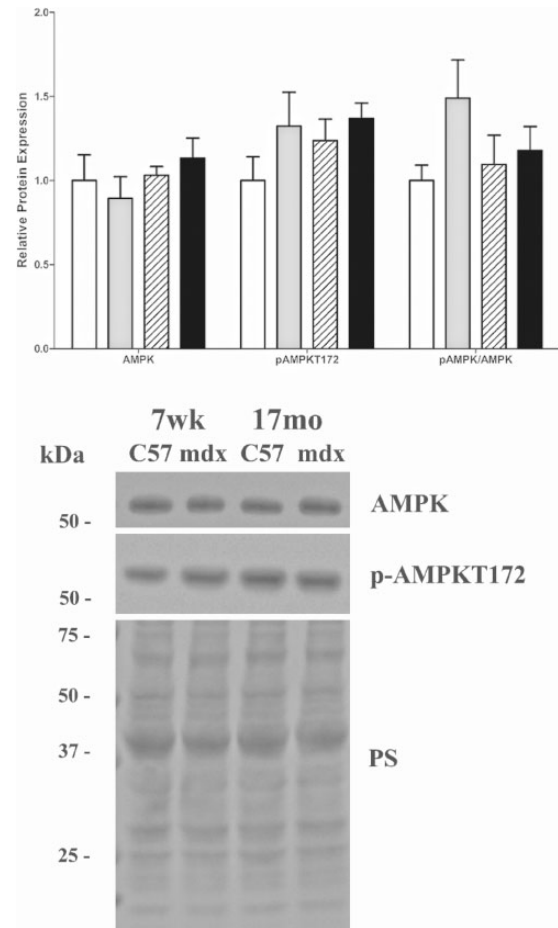 2.0
1.5
1.0
0.5
0.0
Relative Protein Expression
AMPK pAMPKT172 pAMPK/AMPK
7wk 17mo
kDa C57 mdx C57 mdx
50 - AMPK
50 - p-AMPKT172
75 -
50 -
37 - PS
25 -